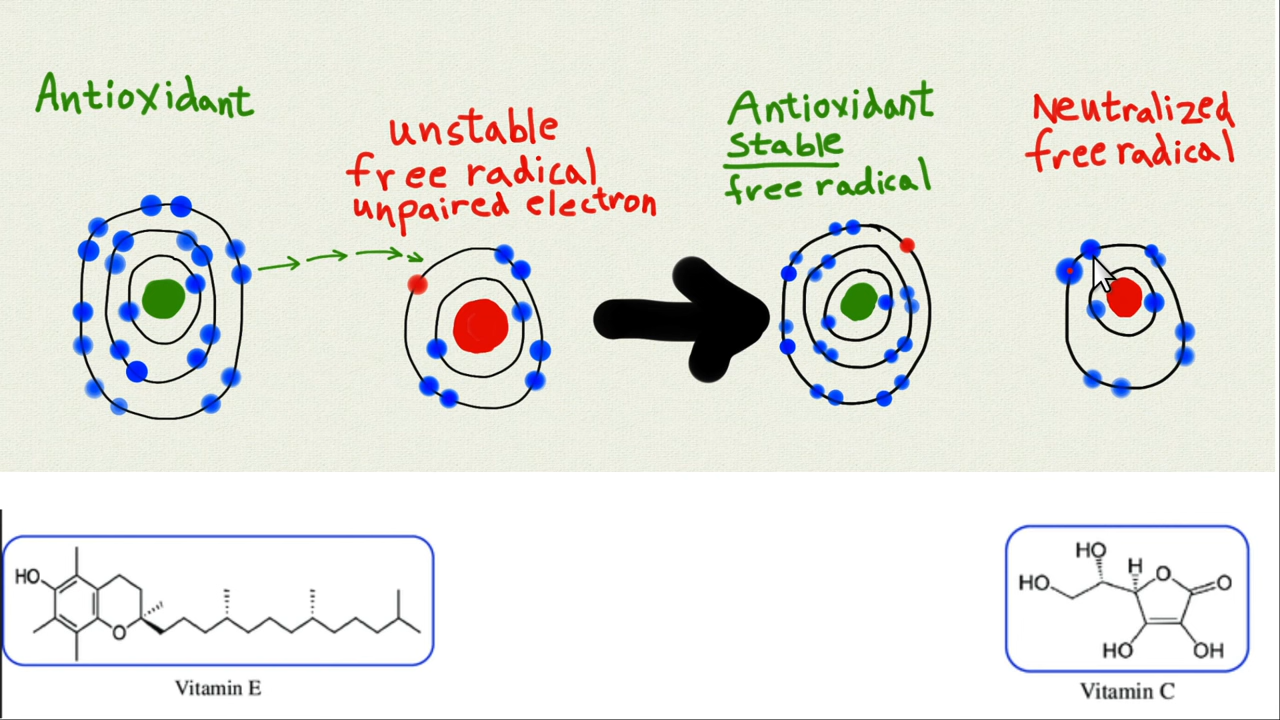 Antioxidant
unstable
free radical
unpaired electron
Antioxidant
Stable
free radical
Neutralized
free radical
HO
O
Vitamin E
HO
HO
H
O
O
HO
OH
Vitamin C